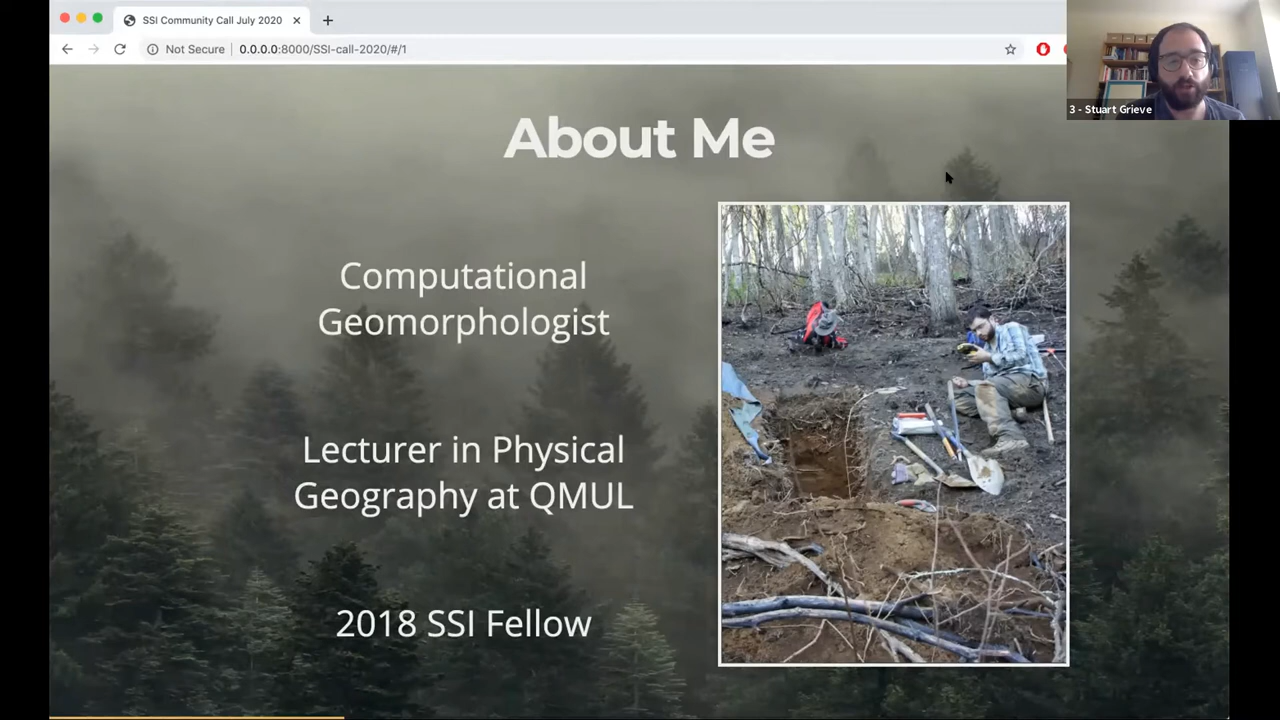 SSI Community Call July 2020
Not Secure
0.0.0.0:8000/SSI-call-2020/#/1
3 - Stuart Grieve
About Me
Computational
Geomorphologist
Lecturer in Physical
Geography at QMUL
2018 SSI Fellow